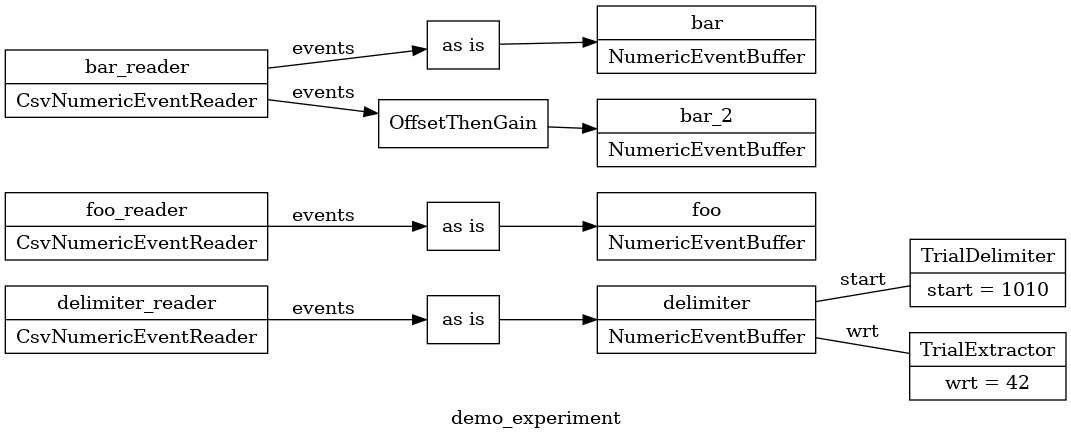 bar_reader
CsvNumericEventReader
events
as is
bar
NumericEventBuffer
events
OffsetThenGain
bar_2
NumericEventBuffer
foo_reader
CsvNumericEventReader
events
as is
foo
NumericEventBuffer
delimiter_reader
CsvNumericEventReader
events
as is
delimiter
NumericEventBuffer
start
TrialDelimiter
start = 1010
wrt
TrialExtractor
wrt = 42
demo_experiment